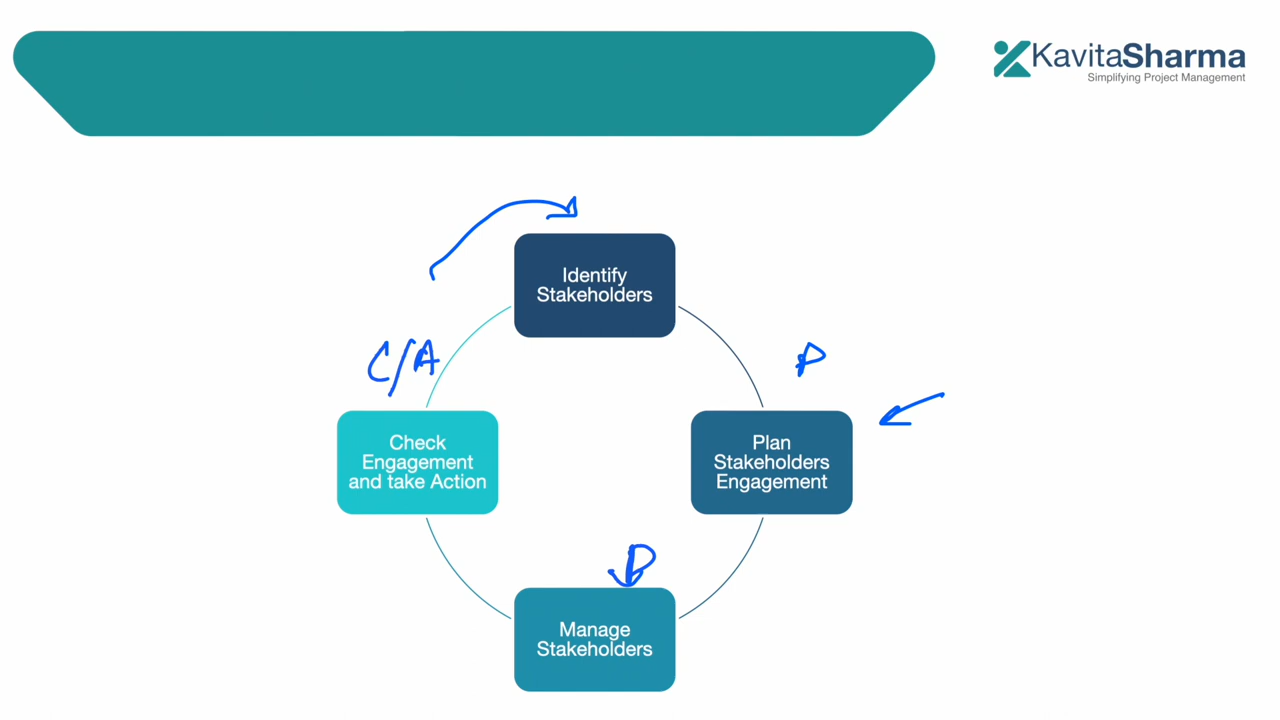 KavitaSharma
Simplifying Project Management
Identify
Stakeholders
C/A
P
Check
Engagement
and take Action
Plan
Stakeholders
Engagement
D
Manage
Stakeholders